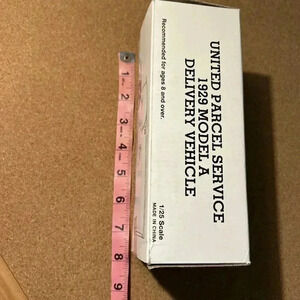 UNITED PARCEL SERVICE
1929 MODEL A
DELIVERY VEHICLE
Recommended for ages 8 and over.
1/25 Scale
MADE IN CHINA
1
2
3
4
5
6
7
8
9